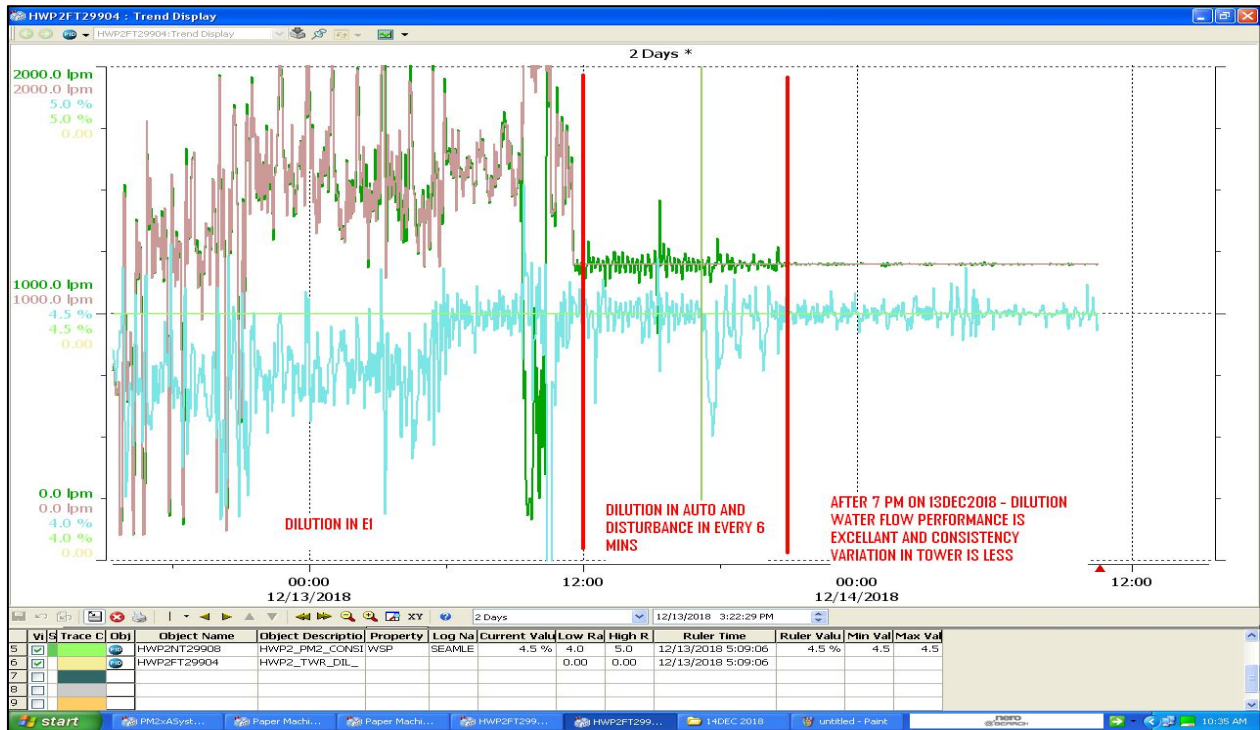 HWP2FT29904 : Trend Display
HWP2FT29904:Trend Display
2 Days *
2000.0 lpm
2000.0 lpm
5.0 %
5.0 %
0.00
1000.0 lpm
1000.0 lpm
4.5 %
4.5 %
0.00
0.0 lpm
0.0 lpm
4.0 %
4.0 %
0.00
DILUTION IN E1
DILUTION IN AUTO AND
DISTURBANCE IN EVERY 6
MINS
AFTER 7 PM ON 13DEC2018 - DILUTION
WATER FLOW PERFORMANCE IS
EXCELLANT AND CONSISTENCY
VARIATION IN TOWER IS LESS
00:00 12:00 00:00 12:00
12/13/2018 12/14/2018
XY 2 Days 12/13/2018 3:22:29 PM
Vi S Trace C Obj Object Name Object Descriptio Property Log Na Current Valu Low Ra High R Ruler Time Ruler Valu Min Val Max Val
5 HWP2NT29908 HWP2_PM2_CONSI WSP SEAMLE 4.5 % 4.0 5.0 12/13/2018 5:09:06 4.5 % 4.5 4.5
6 HWP2FT29904 HWP2_TWR_DIL_ 0.00 0.00 12/13/2018 5:09:06
7
8
9
start PM2xASyst... Paper Machi... Paper Machi... HWP2FT299... HWP2FT299... 14DEC 2018 untitled - Paint nero SEARCH 10:35 AM